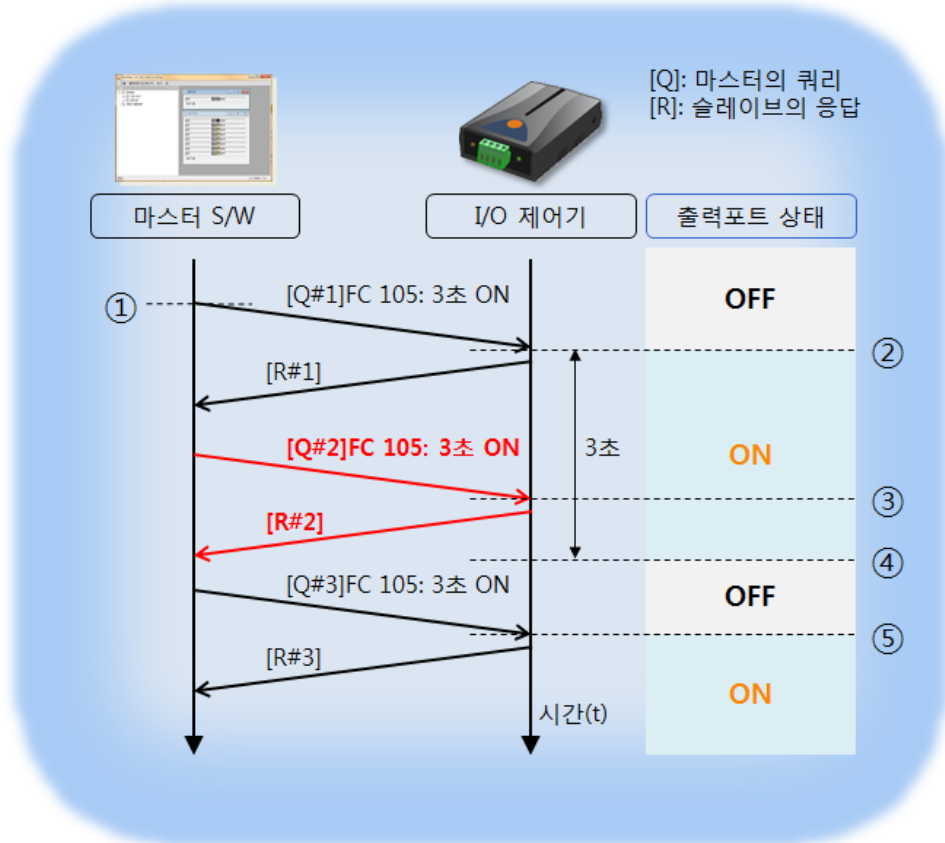 [Q]: 마스터의 쿼리
[R]: 슬레이브의 응답
마스터 S/W
I/O 제어기
출력포트 상태
①
[Q#1]FC 105: 3초 ON
OFF
②
[R#1]
[Q#2]FC 105: 3초 ON
3초
ON
③
[R#2]
④
[Q#3]FC 105: 3초 ON
OFF
⑤
[R#3]
ON
시간(t)